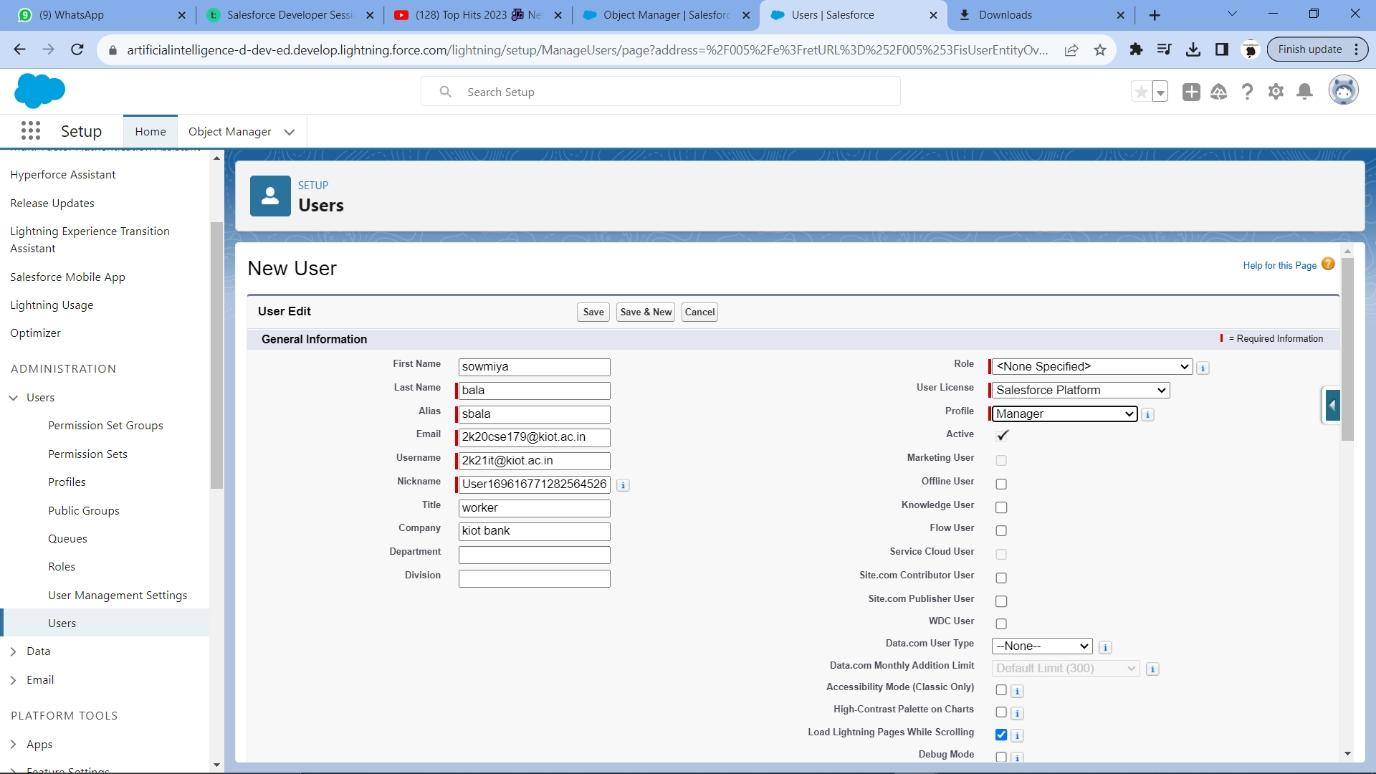 (9) WhatsApp
Salesforce Developer Sessi
(128) Top Hits 2023 Ne
Object Manager | Salesforc
Users | Salesforce
Downloads
artificialintelligence-d-dev-ed.develop.lightning.force.com/lightning/setup/ManageUsers/page?address=%2F005%2Fe%3FretURL%3D%252F005%253FisUserEntityOv...
Finish update
Search Setup
Setup
Home
Object Manager
Hyperforce Assistant
Release Updates
Lightning Experience Transition
Assistant
Salesforce Mobile App
Lightning Usage
Optimizer
ADMINISTRATION
Users
Permission Set Groups
Permission Sets
Profiles
Public Groups
Queues
Roles
User Management Settings
Users
Data
Email
PLATFORM TOOLS
Apps
Feature Settings
SETUP
Users
New User
Help for this Page
User Edit
Save
Save & New
Cancel
General Information
= Required Information
First Name sowmiya
Last Name bala
Alias sbala
Email 2k20cse179@kiot.ac.in
Username 2k21it@kiot.ac.in
Nickname User169616771282564526
Title worker
Company kiot bank
Department
Division
Role <None Specified>
User License Salesforce Platform
Profile Manager
Active
Marketing User
Offline User
Knowledge User
Flow User
Service Cloud User
Site.com Contributor User
Site.com Publisher User
WDC User
Data.com User Type --None--
Data.com Monthly Addition Limit Default Limit (300)
Accessibility Mode (Classic Only)
High-Contrast Palette on Charts
Load Lightning Pages While Scrolling
Debug Mode